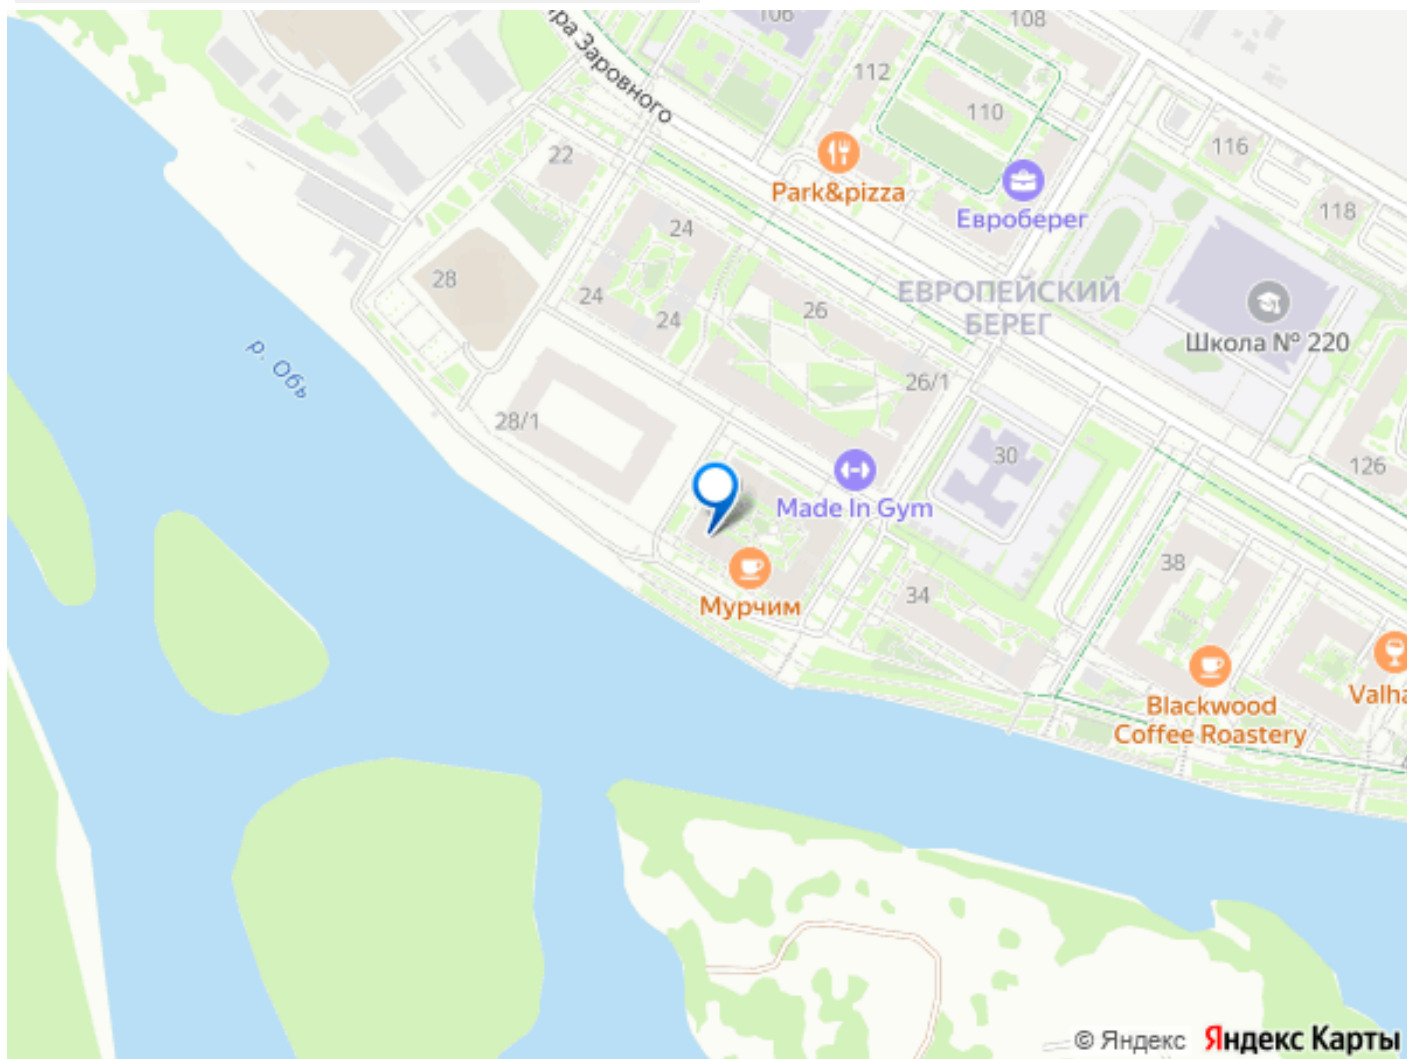 106
108
ра Заровного
112
110
116
22
Park&pizza
Евроберег
118
24
28
24
26
ЕВРОПЕЙСКИЙ
БЕРЕГ
24
Школа № 220
р. Обь
26/1
28/1
30
126
Made In Gym
38
Мурчим
34
Blackwood
Coffee Roastery
Valha
© Яндекс Яндекс Карты